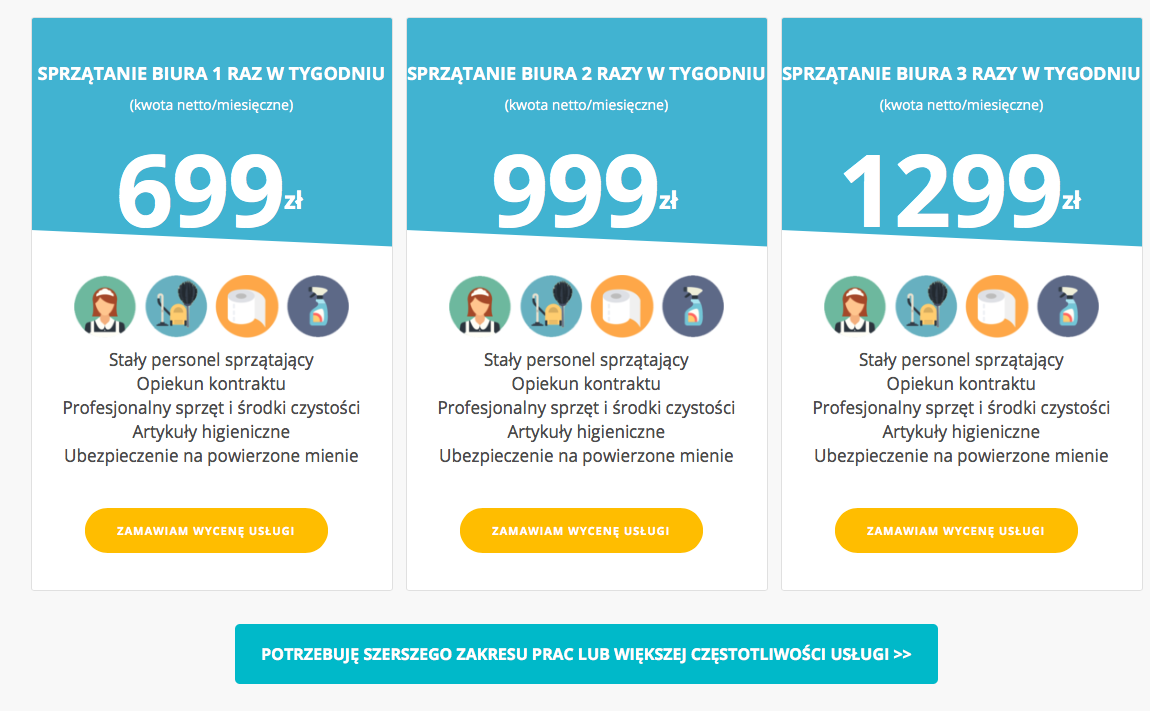 SPRZĄTANIE BIURA 1 RAZ W TYGODNIU
(kwota netto/miesięczne)
699zł
Stały personel sprzątający
Opiekun kontraktu
Profesjonalny sprzęt i środki czystości
Artykuły higieniczne
Ubezpieczenie na powierzone mienie
ZAMAWIAM WYCENĘ USŁUGI
SPRZĄTANIE BIURA 2 RAZY W TYGODNIU
(kwota netto/miesięczne)
999zł
Stały personel sprzątający
Opiekun kontraktu
Profesjonalny sprzęt i środki czystości
Artykuły higieniczne
Ubezpieczenie na powierzone mienie
ZAMAWIAM WYCENĘ USŁUGI
SPRZĄTANIE BIURA 3 RAZY W TYGODNIU
(kwota netto/miesięczne)
1299zł
Stały personel sprzątający
Opiekun kontraktu
Profesjonalny sprzęt i środki czystości
Artykuły higieniczne
Ubezpieczenie na powierzone mienie
ZAMAWIAM WYCENĘ USŁUGI
POTRZEBUJĘ SZERSZEGO ZAKRESU PRAC LUB WIĘKSZEJ CZĘSTOTLIWOŚCI USŁUGI >>